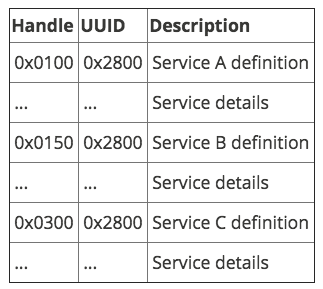 Handle UUID Description
0x0100 0x2800 Service A definition
... ... Service details
0x0150 0x2800 Service B definition
... ... Service details
0x0300 0x2800 Service C definition
... ... Service details